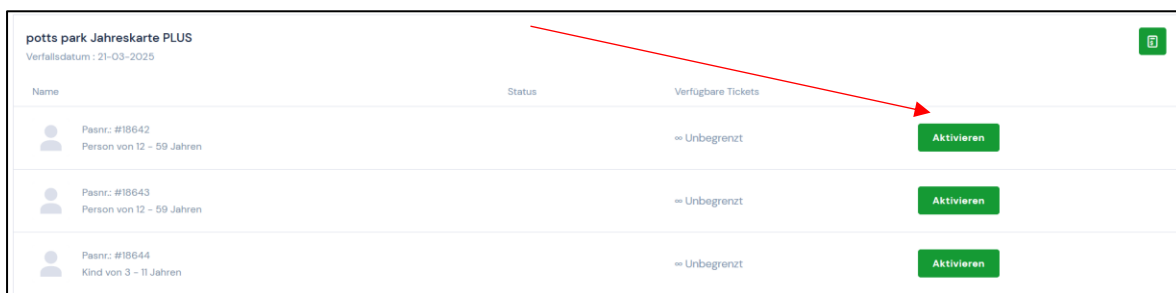 potts park Jahreskarte PLUS
Verfallsdatum : 21-03-2025
Name Status Verfügbare Tickets
Pasnr.: #18642
Person von 12 - 59 Jahren
∞ Unbegrenzt
Aktivieren
Pasnr.: #18643
Person von 12 - 59 Jahren
∞ Unbegrenzt
Aktivieren
Pasnr.: #18644
Kind von 3 - 11 Jahren
∞ Unbegrenzt
Aktivieren